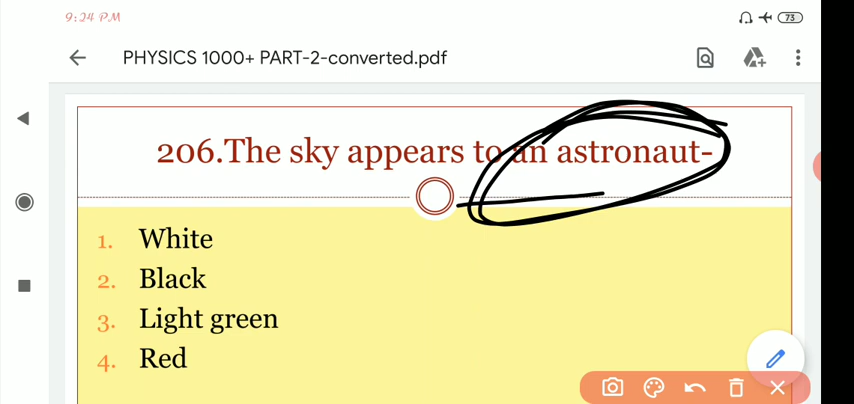 9:24 PM
73
PHYSICS 1000+ PART-2-converted.pdf
206.The sky appears to an astronaut-
1. White
2. Black
3. Light green
4. Red